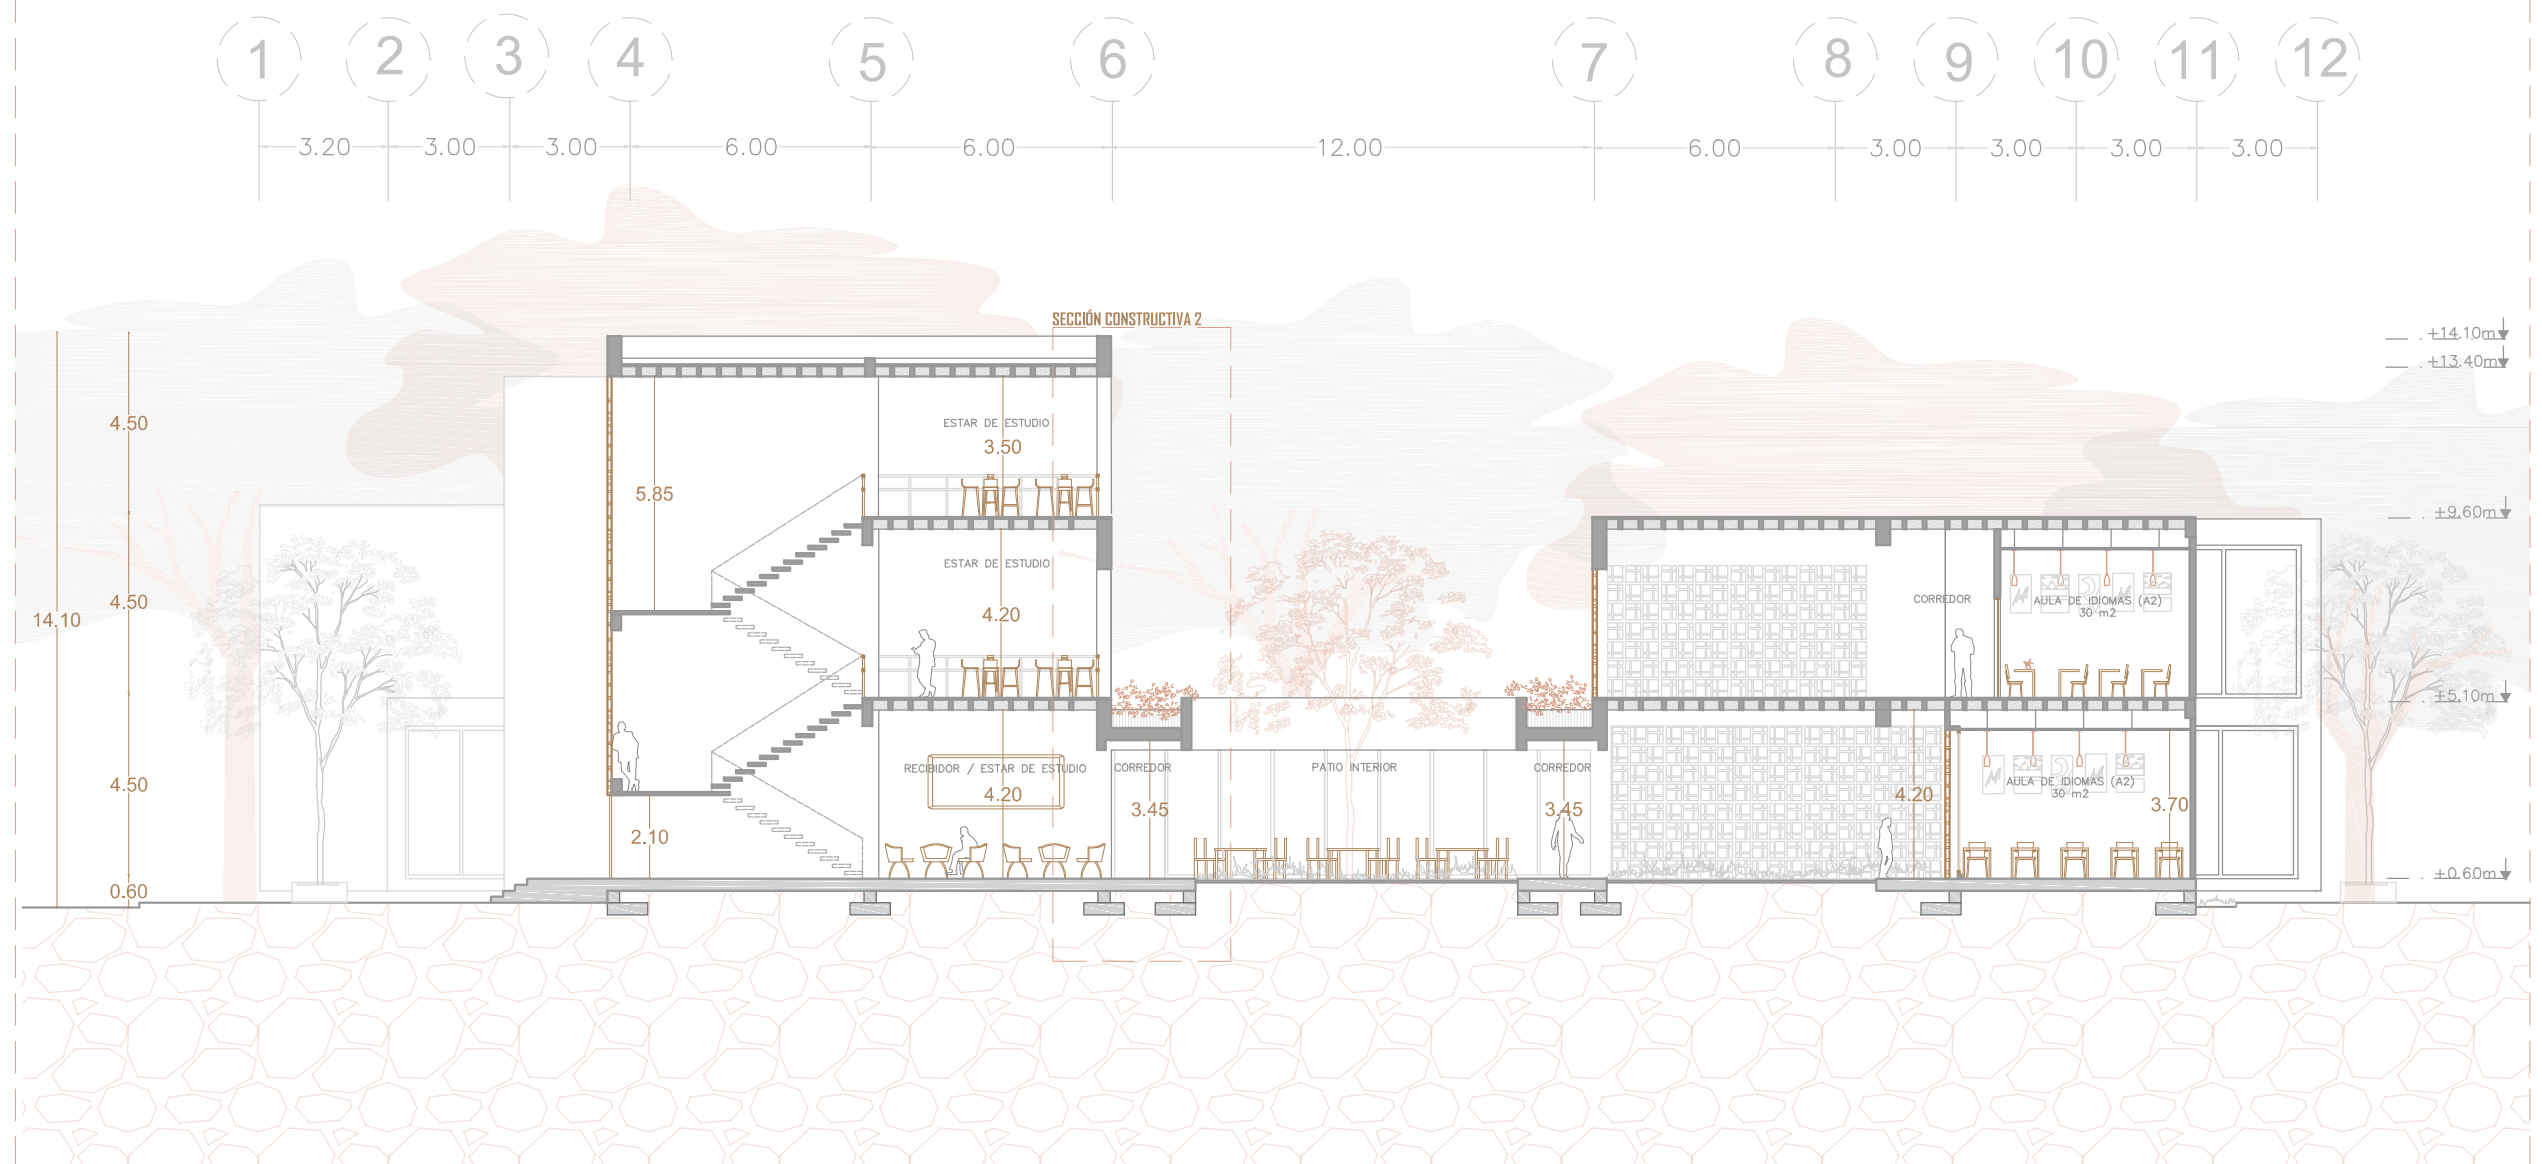 1 2 3 4 5 6 7 8 9 10 11 12
3.20 3.00 3.00 6.00 6.00 12.00 6.00 3.00 3.00 3.00 3.00
SECCIÓN CONSTRUCTIVA 2
+14.10m
+13.40m
4.50
ESTAR DE ESTUDIO
3.50
5.85
+9.60m
ESTAR DE ESTUDIO
4.50
4.20
14.10
CORREDOR
AULA DE IDIOMAS (A2)
30 m2
+5.10m
RECIBIDOR / ESTAR DE ESTUDIO
4.20
CORREDOR
3.45
PATIO INTERIOR
CORREDOR
3.45
4.20
AULA DE IDIOMAS (A2)
30 m2
3.70
4.50
2.10
0.60
+0.60m